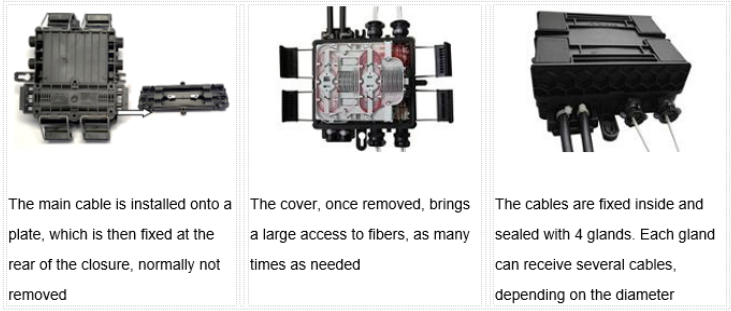 The main cable is installed onto a
plate, which is then fixed at the
rear of the closure, normally not
removed
The cover, once removed, brings
a large access to fibers, as many
times as needed
The cables are fixed inside and
sealed with 4 glands. Each gland
can receive several cables,
depending on the diameter